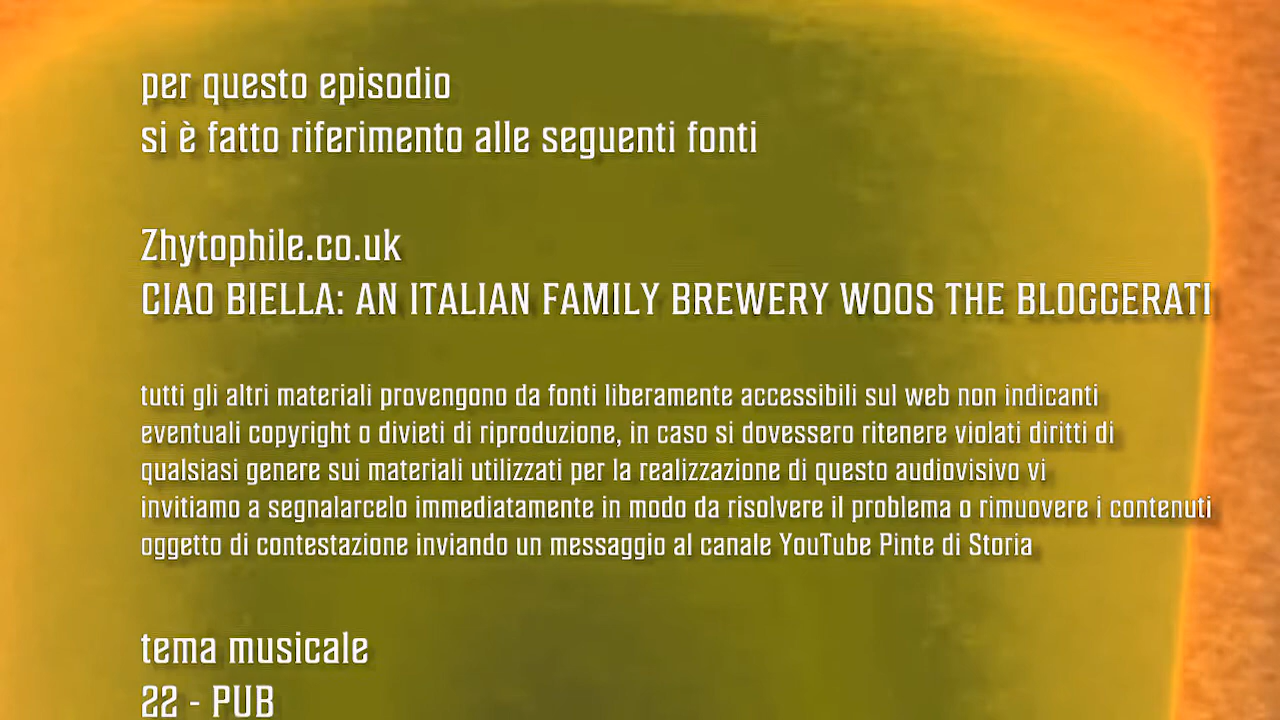 per questo episodio
si è fatto riferimento alle seguenti fonti
Zhytophile.co.uk
CIAO BIELLA: AN ITALIAN FAMILY BREWERY WOOS THE BLOGGERATI
tutti gli altri materiali provengono da fonti liberamente accessibili sul web non indicanti
eventuali copyright o divieti di riproduzione, in caso si dovessero ritenere violati diritti di
qualsiasi genere sui materiali utilizzati per la realizzazione di questo audiovisivo vi
invitiamo a segnalarcelo immediatamente in modo da risolvere il problema o rimuovere i contenuti
oggetto di contestazione inviando un messaggio al canale YouTube Pinte di Storia
tema musicale
22 - PUB